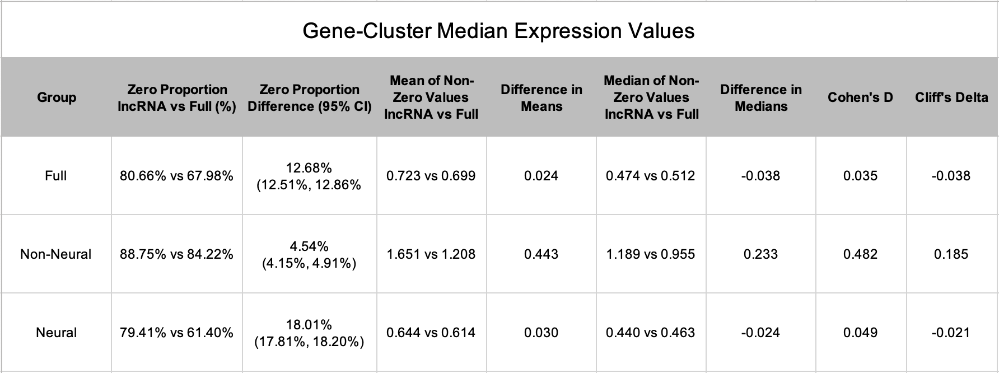 Gene-Cluster Median Expression Values
Group
Zero Proportion
lncRNA vs Full (%)
Zero Proportion
Difference (95% CI)
Mean of Non-
Zero Values
lncRNA vs Full
Difference in
Means
Median of Non-
Zero Values
lncRNA vs Full
Difference in
Medians
Cohen's D
Cliff's Delta
Full
80.66% vs 67.98%
12.68%
(12.51%, 12.86%
0.723 vs 0.699
0.024
0.474 vs 0.512
-0.038
0.035
-0.038
Non-Neural
88.75% vs 84.22%
4.54%
(4.15%, 4.91%)
1.651 vs 1.208
0.443
1.189 vs 0.955
0.233
0.482
0.185
Neural
79.41% vs 61.40%
18.01%
(17.81%, 18.20%)
0.644 vs 0.614
0.030
0.440 vs 0.463
-0.024
0.049
-0.021